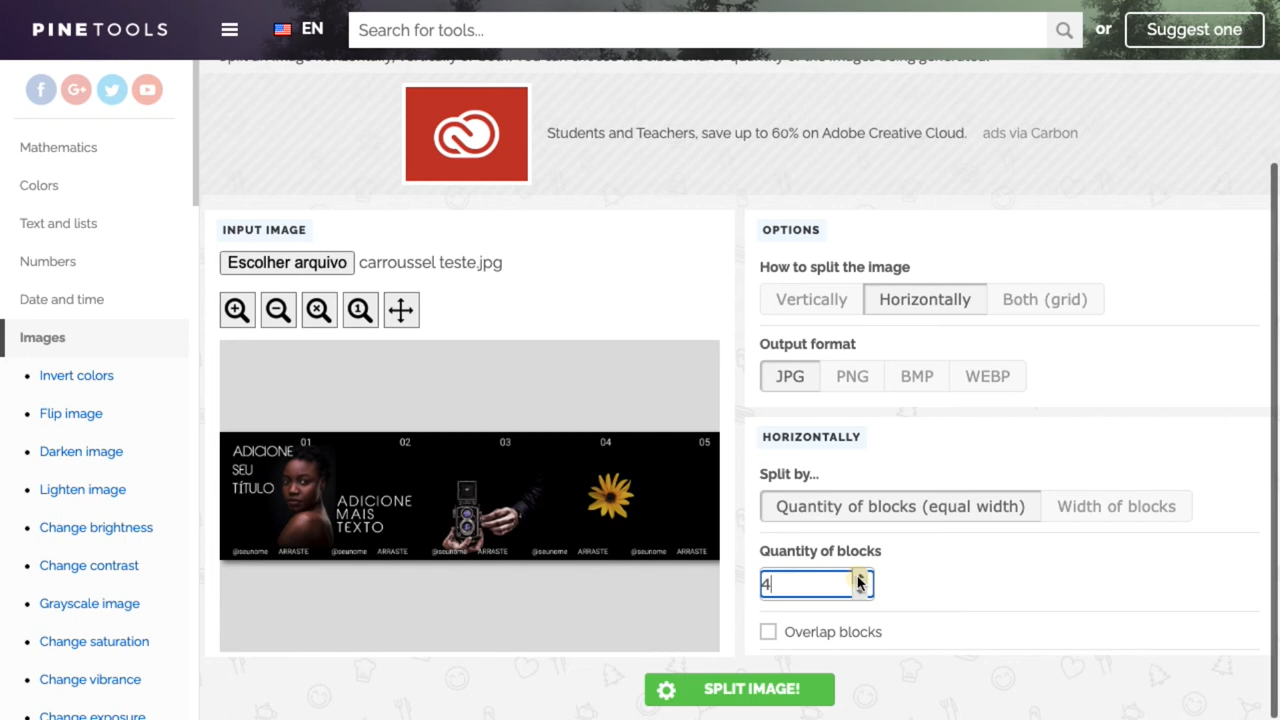 PINETOOLS
EN
Search for tools...
or
Suggest one
Students and Teachers, save up to 60% on Adobe Creative Cloud.
ads via Carbon
Mathematics
Colors
Text and lists
Numbers
Date and time
Images
Invert colors
Flip image
Darken image
Lighten image
Change brightness
Change contrast
Grayscale image
Change saturation
Change vibrance
Change exposure
INPUT IMAGE
Escolher arquivo carroussel teste.jpg
01
02
03
04
05
ADICIONE
SEU
TÍTULO
ADICIONE
MAIS
TEXTO
@seunome ARRASTE
@seunome ARRASTE
@seunome ARRASTE
@seunome ARRASTE
@seunome ARRASTE
OPTIONS
How to split the image
Vertically
Horizontally
Both (grid)
Output format
JPG
PNG
BMP
WEBP
HORIZONTALLY
Split by...
Quantity of blocks (equal width)
Width of blocks
Quantity of blocks
4
Overlap blocks
SPLIT IMAGE!